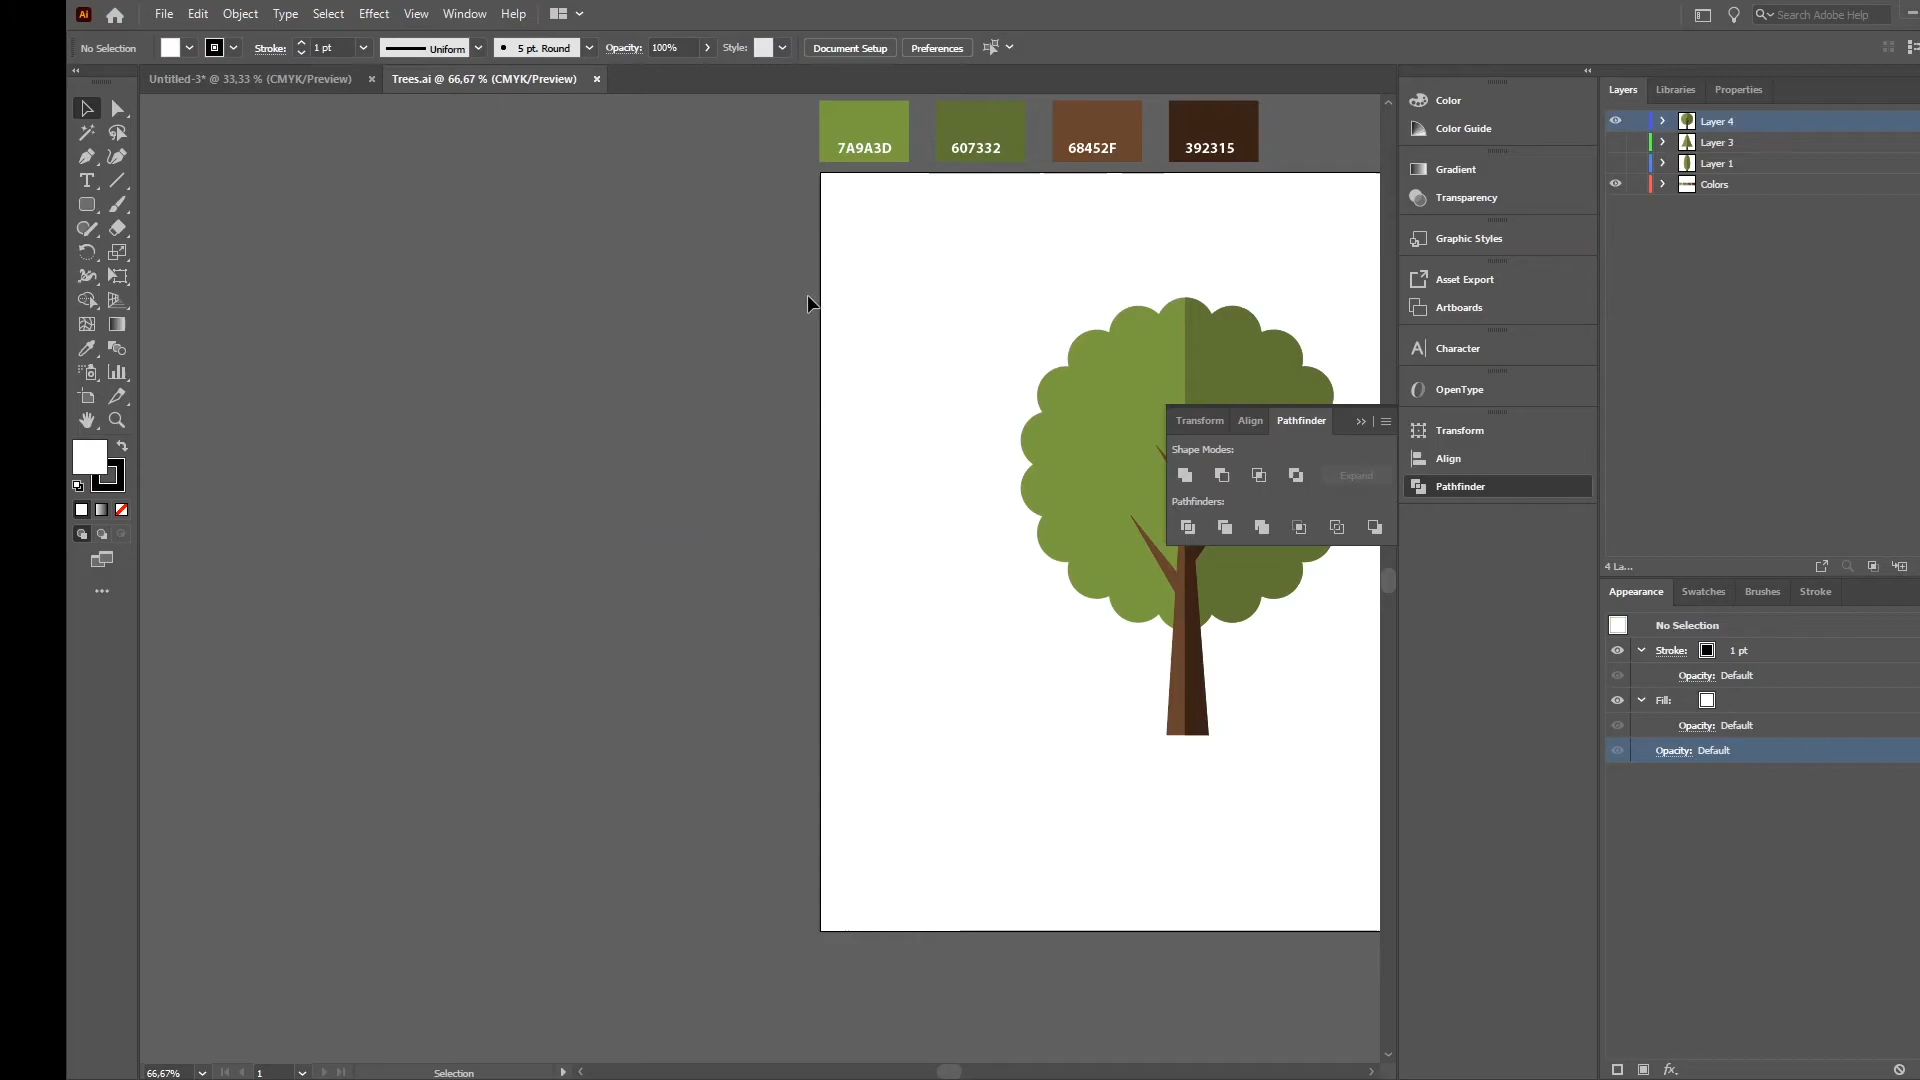 Ai File Edit Object Type Select Effect View Window Help Search Adobe Help
No Selection Stroke: 1 pt Uniform 5 pt. Round Opacity: 100% Style: Document Setup Preferences
Untitled-3* @ 33,33 % (CMYK/Preview) × Trees.ai @ 66,67 % (CMYK/Preview) ×
7A9A3D 607332 68452F 392315
Color
Color Guide
Gradient
Transparency
Graphic Styles
Asset Export
Artboards
Character
OpenType
Transform
Align
Pathfinder
Transform Align Pathfinder
Shape Modes:
Expand
Pathfinders:
Layers Libraries Properties
Layer 4
Layer 3
Layer 1
Colors
4 La...
Appearance Swatches Brushes Stroke
No Selection
Stroke: 1 pt
Opacity: Default
Fill:
Opacity: Default
Opacity: Default
fx.
66,67% 1 Selection